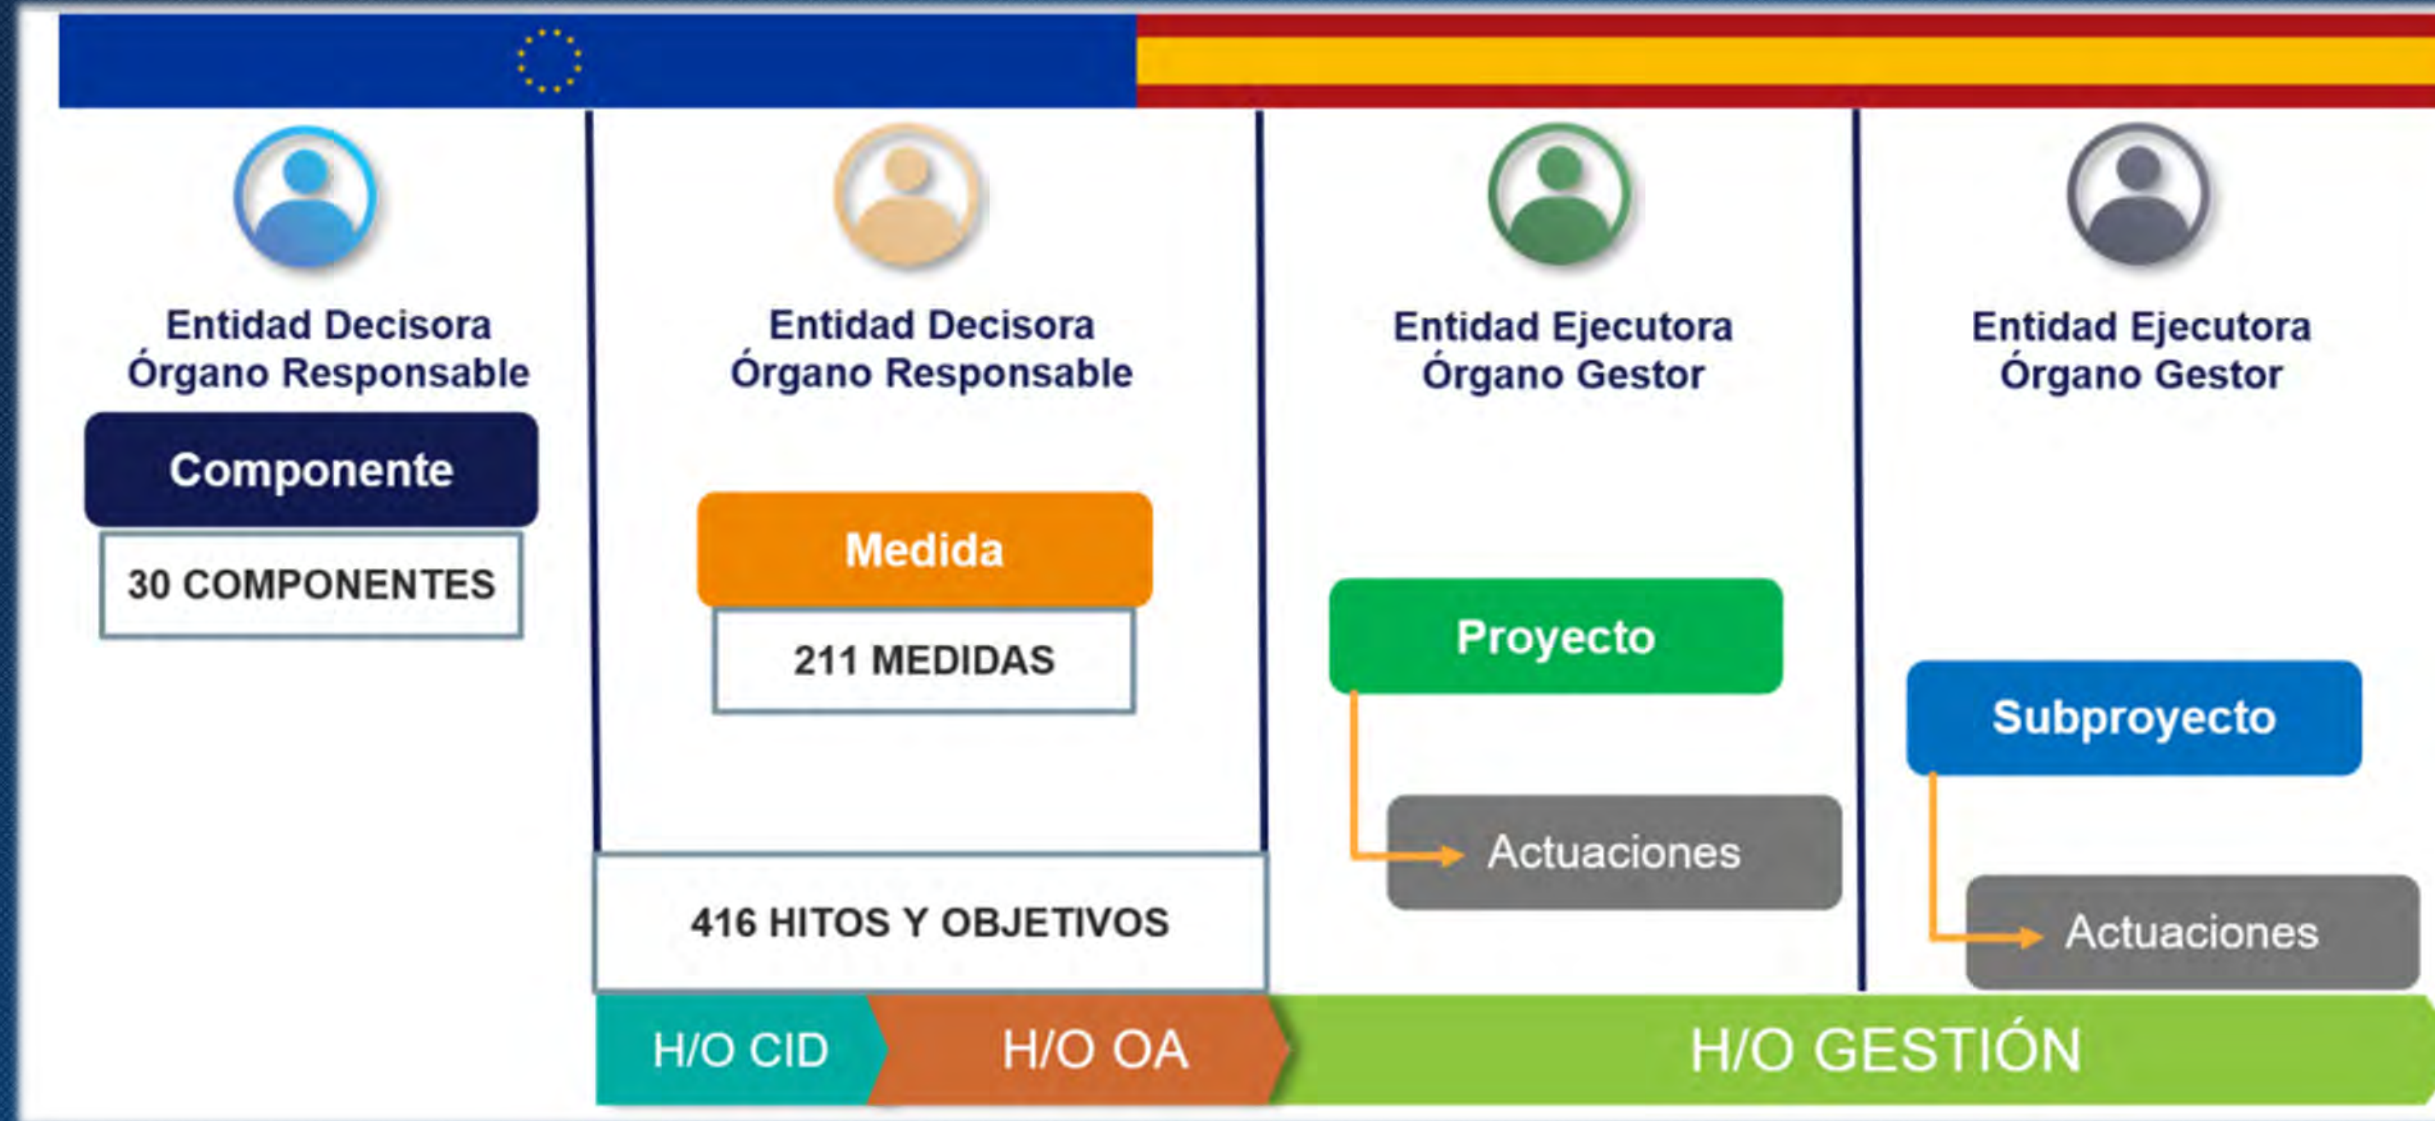 Entidad Decisora
Órgano Responsable
Componente
30 COMPONENTES
Entidad Decisora
Órgano Responsable
Medida
211 MEDIDAS
416 HITOS Y OBJETIVOS
Entidad Ejecutora
Órgano Gestor
Proyecto
Actuaciones
Entidad Ejecutora
Órgano Gestor
Subproyecto
Actuaciones
H/O CID
H/O OA
H/O GESTIÓN